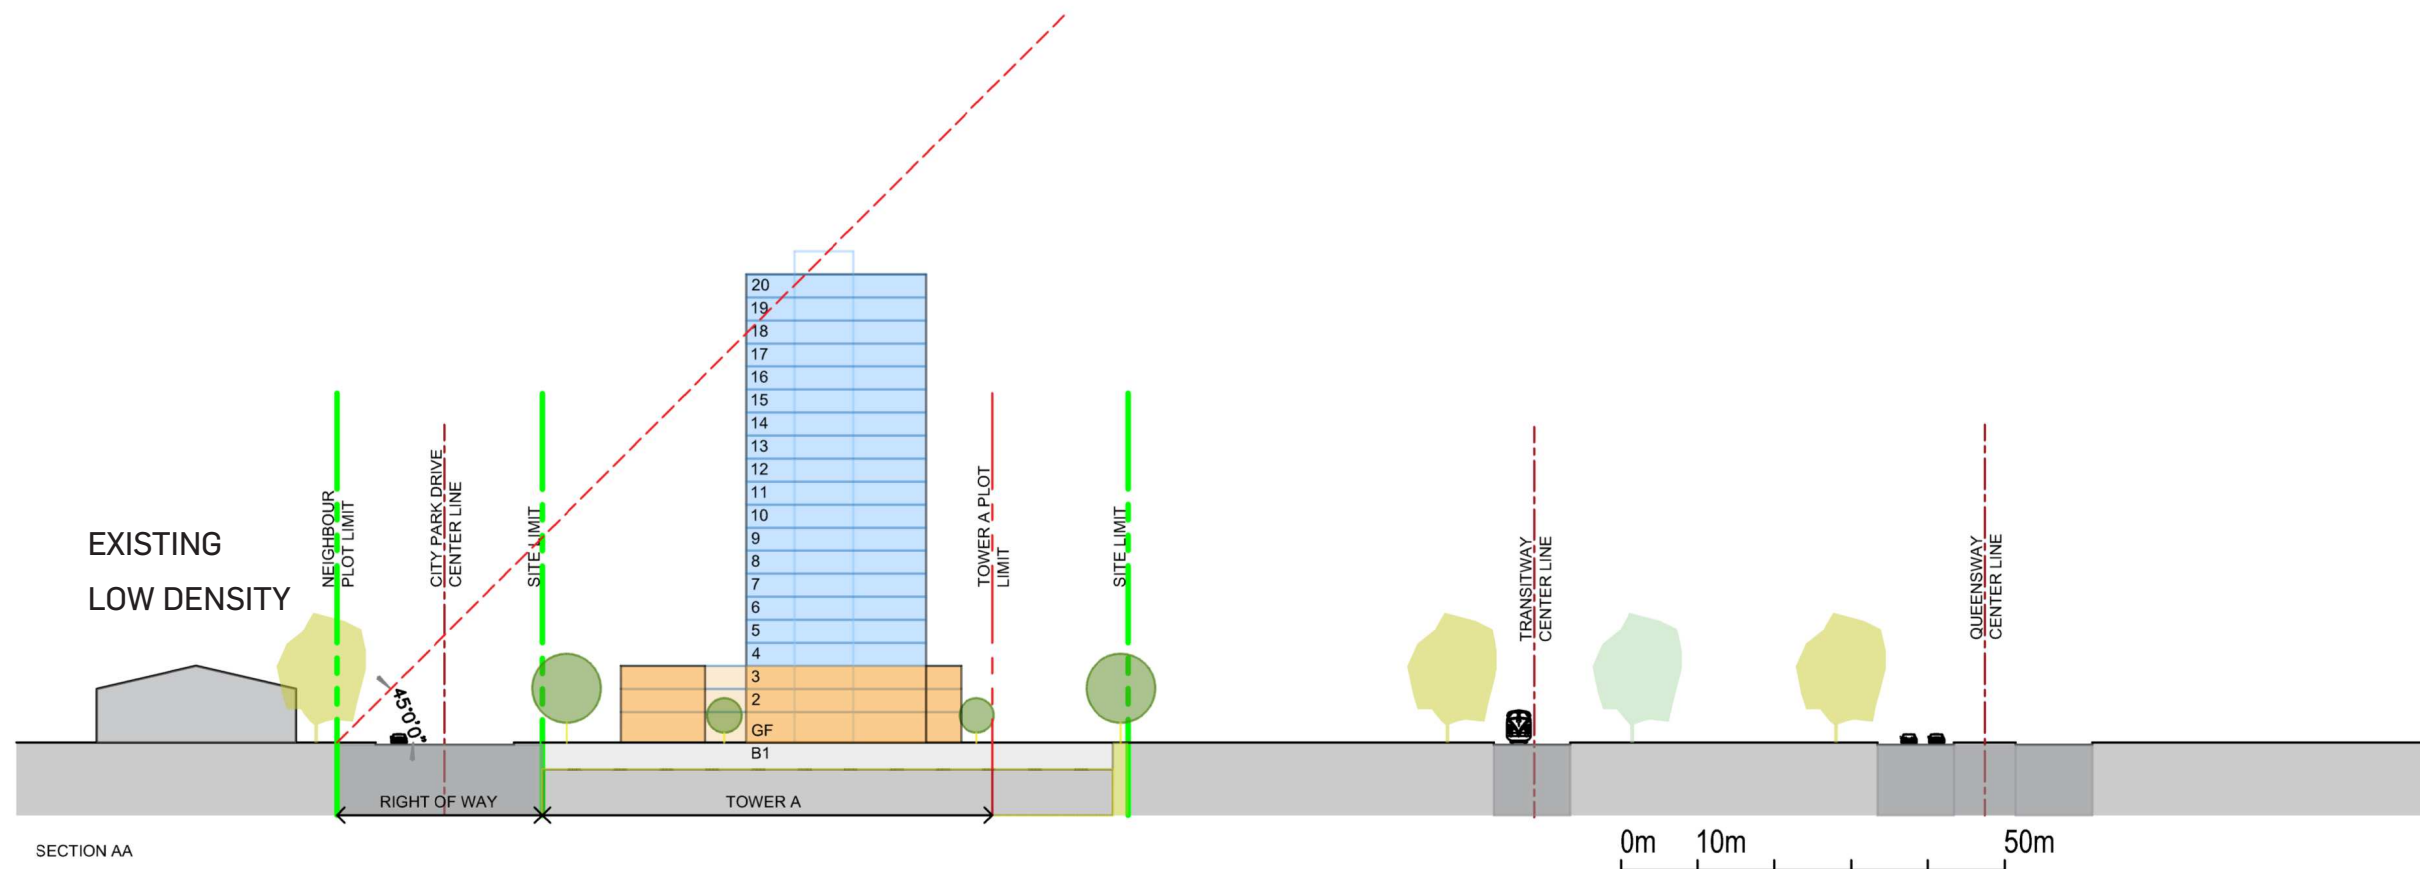 20
19
18
17
16
15
14
13
12
11
10
9
8
7
6
5
4
3
2
GF
B1
EXISTING
LOW DENSITY
NEIGHBOUR
PLOT LIMIT
CITY PARK DRIVE
CENTER LINE
SITE LIMIT
TOWER A PLOT
LIMIT
SITE LIMIT
TRANSITWAY
CENTER LINE
QUEENSWAY
CENTER LINE
45°0'0"
RIGHT OF WAY
TOWER A
SECTION AA
0m
10m
50m